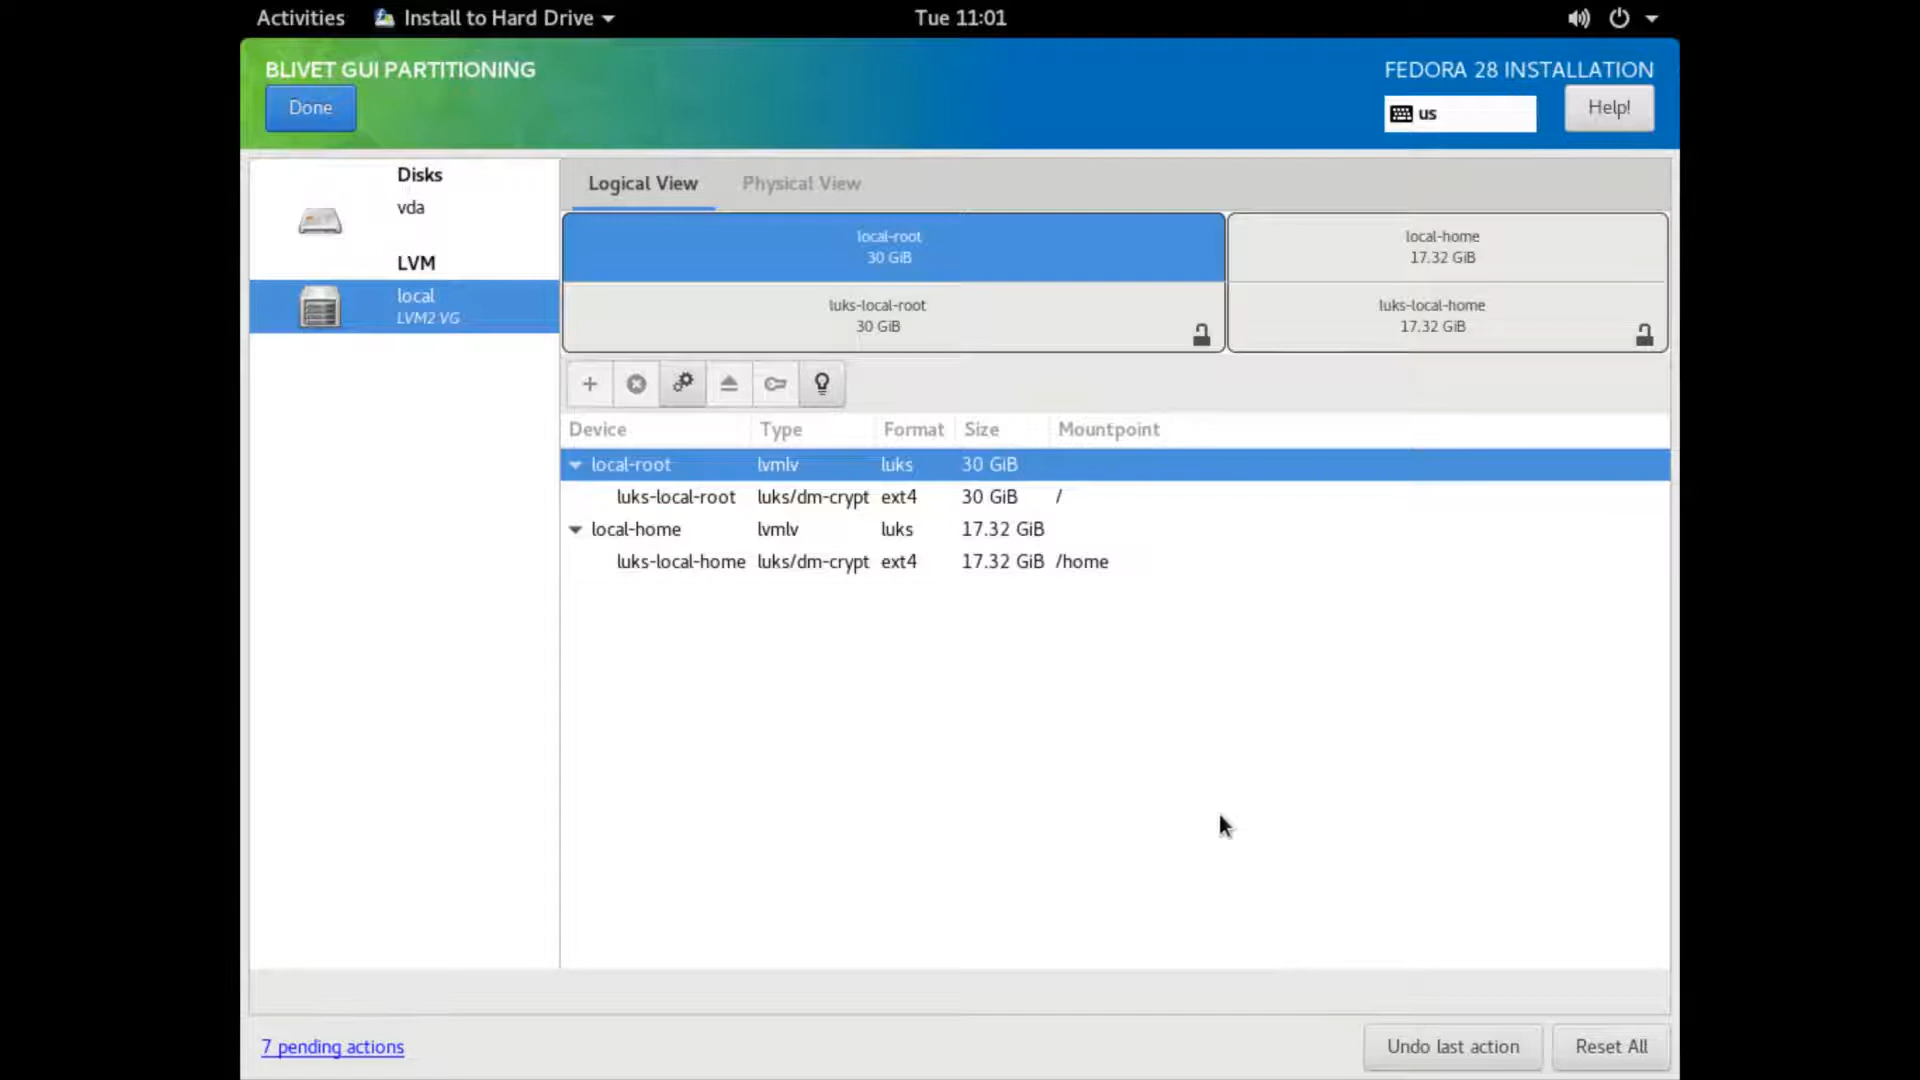 Activities Install to Hard Drive Tue 11:01
BLIVET GUI PARTITIONING FEDORA 28 INSTALLATION
Done us Help!
Disks
vda
LVM
local
LVM2 VG
Logical View Physical View
local-root local-home
30 GiB 17.32 GiB
luks-local-root luks-local-home
30 GiB 17.32 GiB
Device Type Format Size Mountpoint
local-root lvmlv luks 30 GiB
luks-local-root luks/dm-crypt ext4 30 GiB /
local-home lvmlv luks 17.32 GiB
luks-local-home luks/dm-crypt ext4 17.32 GiB /home
7 pending actions Undo last action Reset All